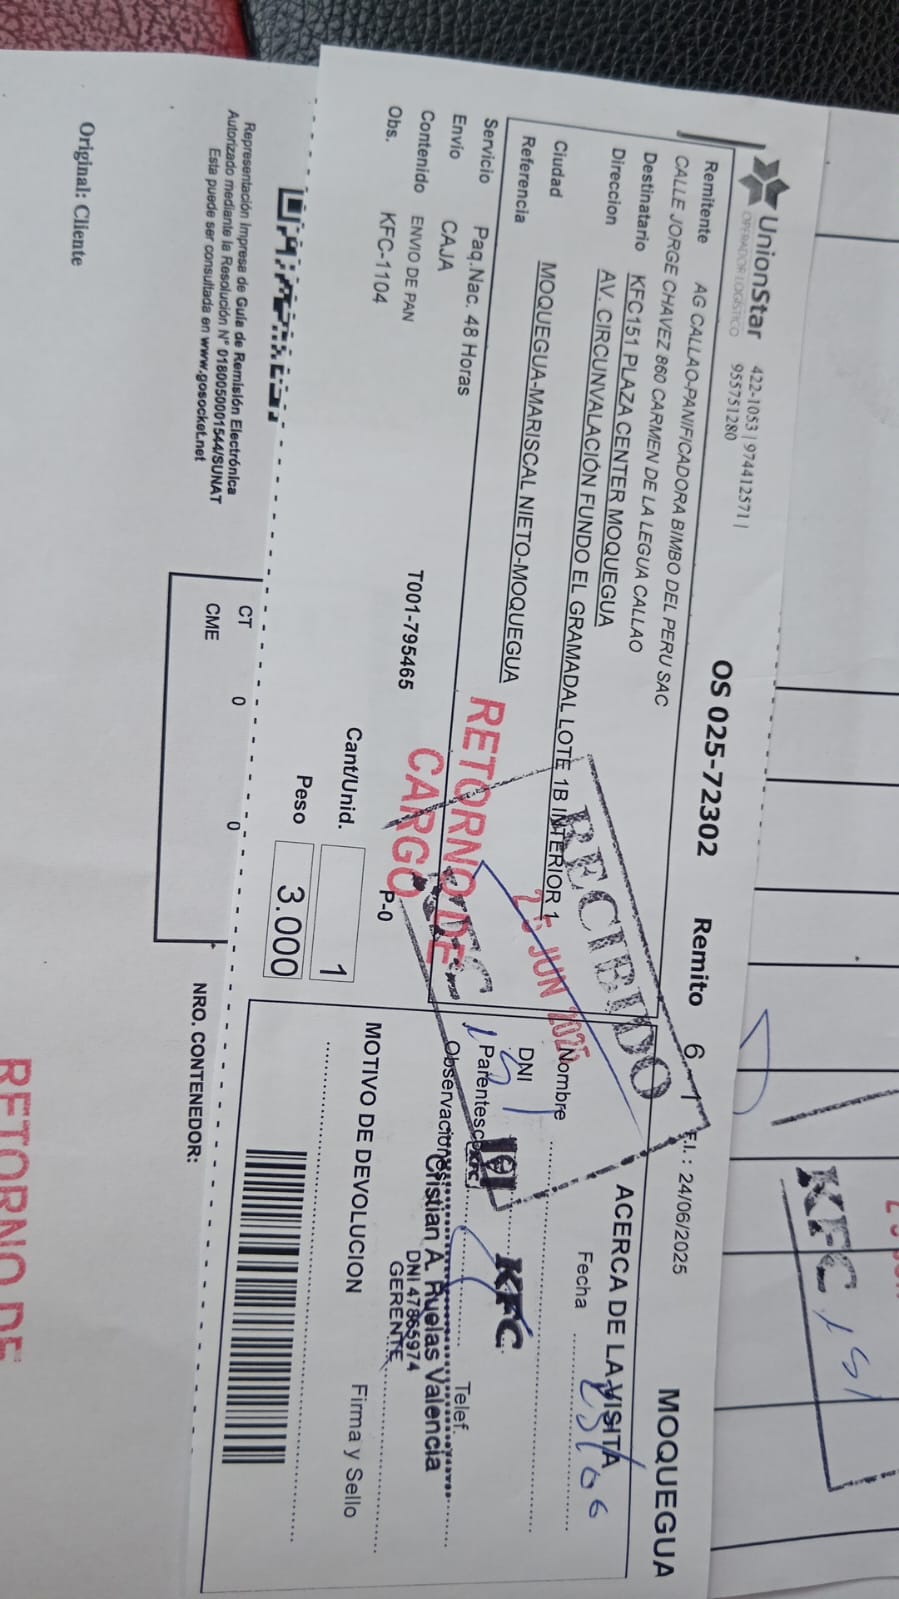 UnionStar
OPERADOR LOGÍSTICO
422-1053 | 974412571 |
955751280
OS 025-72302
Remito 6 - 1
F.I.: 24/06/2025
MOQUEGUA
Remitente AG CALLAO-PANIFICADORA BIMBO DEL PERU SAC
CALLE JORGE CHAVEZ 860 CARMEN DE LA LEGUA CALLAO
Destinatario KFC151 PLAZA CENTER MOQUEGUA
Direccion AV. CIRCUNVALACIÓN FUNDO EL GRAMADAL LOTE 1B INTERIOR 1
Ciudad MOQUEGUA-MARISCAL NIETO-MOQUEGUA
Referencia
Servicio Paq.Nac. 48 Horas
Envío CAJA
Contenido ENVIO DE PAN
Obs. KFC-1104
T001-795465
P-0
Cant/Unid. 1
Peso 3.000
RETORNO DE
CARGO
RECIBIDO
JUN 2025
KFC 151
ACERCA DE LA VISITA
Fecha 25/06
Nombre
DNI
Parentesco
KFC
Telef.
Observaciones
Cristian A. Ruelas Valencia
DNI 47865974
GERENTE
MOTIVO DE DEVOLUCION
Firma y Sello
Representación Impresa de Guía de Remisión Electrónica
Autorizado mediante la Resolución N° 0180050001544/SUNAT
Esta puede ser consultada en www.gosocket.net
CT 0 0
CME
NRO. CONTENEDOR:
Original: Cliente
RETORNO DE
KFC 151